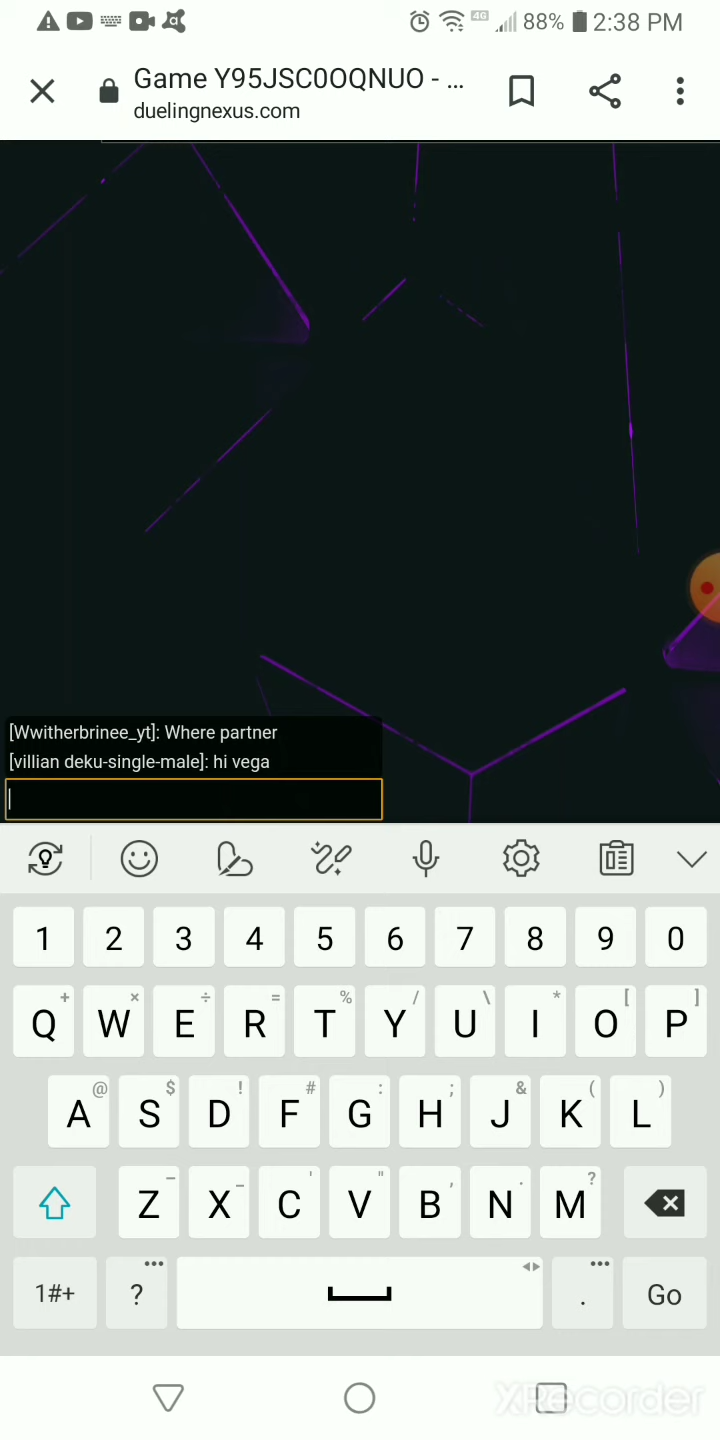 88% 2:38 PM
Game Y95JSC0OQNUO - ...
duelingnexus.com
[Wwitherbrinee_yt]: Where partner
[villian deku-single-male]: hi vega
1 2 3 4 5 6 7 8 9 0
+ × ÷ = % / \ * [ ]
Q W E R T Y U I O P
@ $ ! # : ; & ( )
A S D F G H J K L
– _ ' " , . ?
Z X C V B N M
1#+ ? . Go
XRecorder